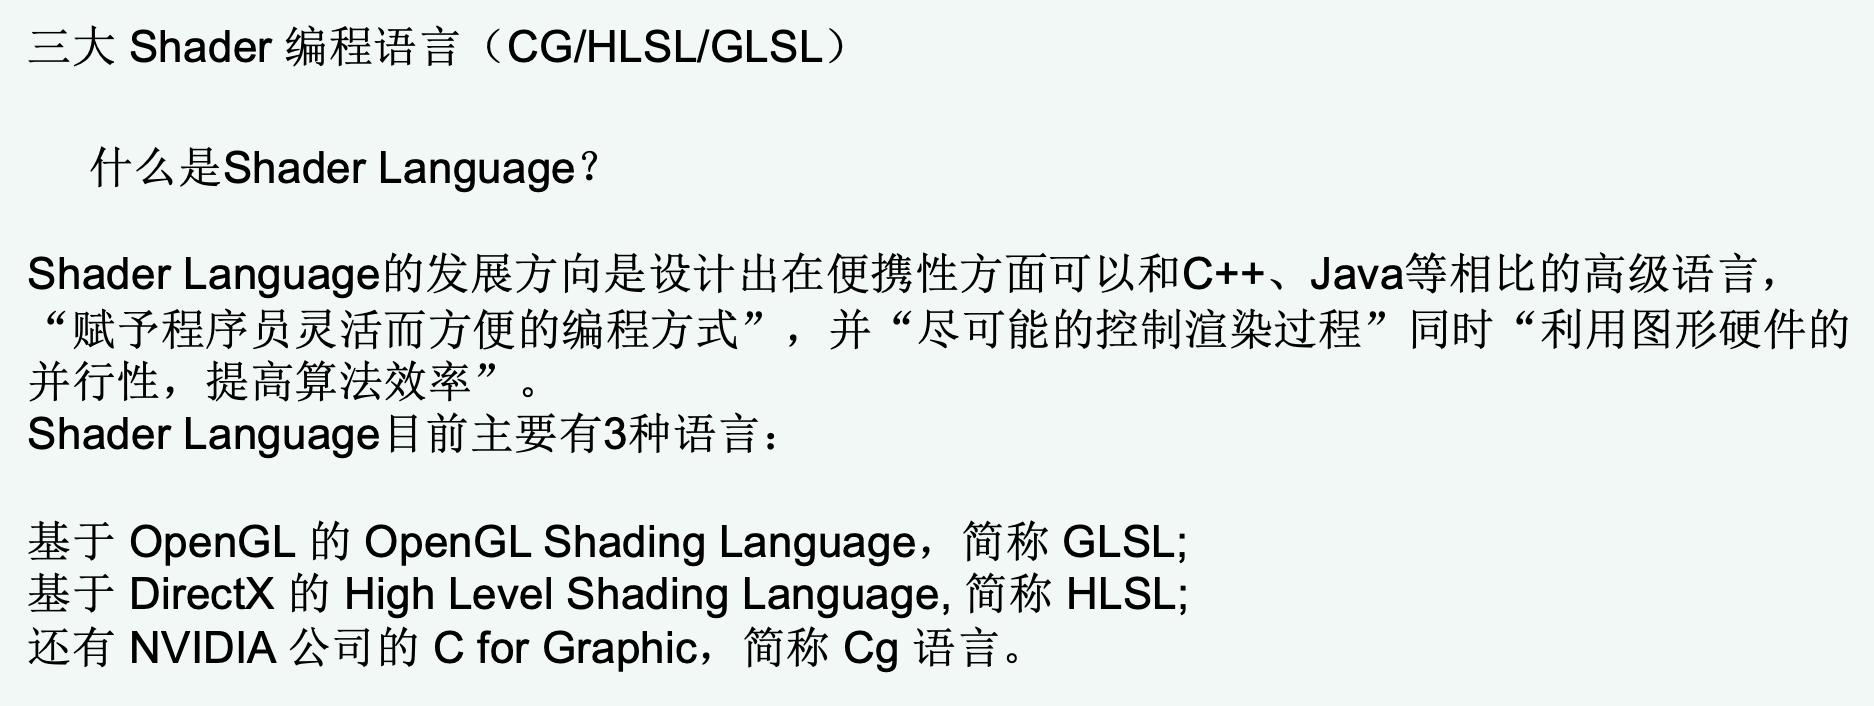 三大 Shader 编程语言（CG/HLSL/GLSL）
什么是Shader Language？
Shader Language的发展方向是设计出在便携性方面可以和C++、Java等相比的高级语言，
“赋予程序员灵活而方便的编程方式”，并“尽可能的控制渲染过程”同时“利用图形硬件的
并行性，提高算法效率”。
Shader Language目前主要有3种语言：
基于 OpenGL 的 OpenGL Shading Language，简称 GLSL;
基于 DirectX 的 High Level Shading Language, 简称 HLSL;
还有 NVIDIA 公司的 C for Graphic，简称 Cg 语言。